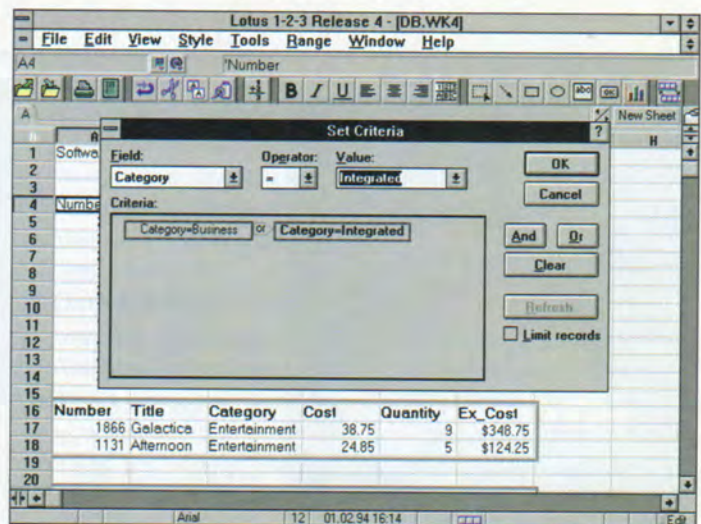 Lotus 1-2-3 Release 4 - [DB.WK4]
File Edit View Style Tools Range Window Help
A4 'Number
B I U abc OK
A New Sheet
A Set Criteria ? H
1 Softwa Field: Operator: Value: OK
2 Category = Integrated
3 Cancel
4 Numbe Criteria:
5 Category=Business or Category=Integrated And Or
6
7
8 Clear
9
10 Refresh
11
12 Limit records
13
14
15
16 Number Title Category Cost Quantity Ex_Cost
17 1866 Galactica Entertainment 38.75 9 $348.75
18 1131 Afternoon Entertainment 24.85 5 $124.25
19
20
Arial 12 01.02.94 16:14 Edit